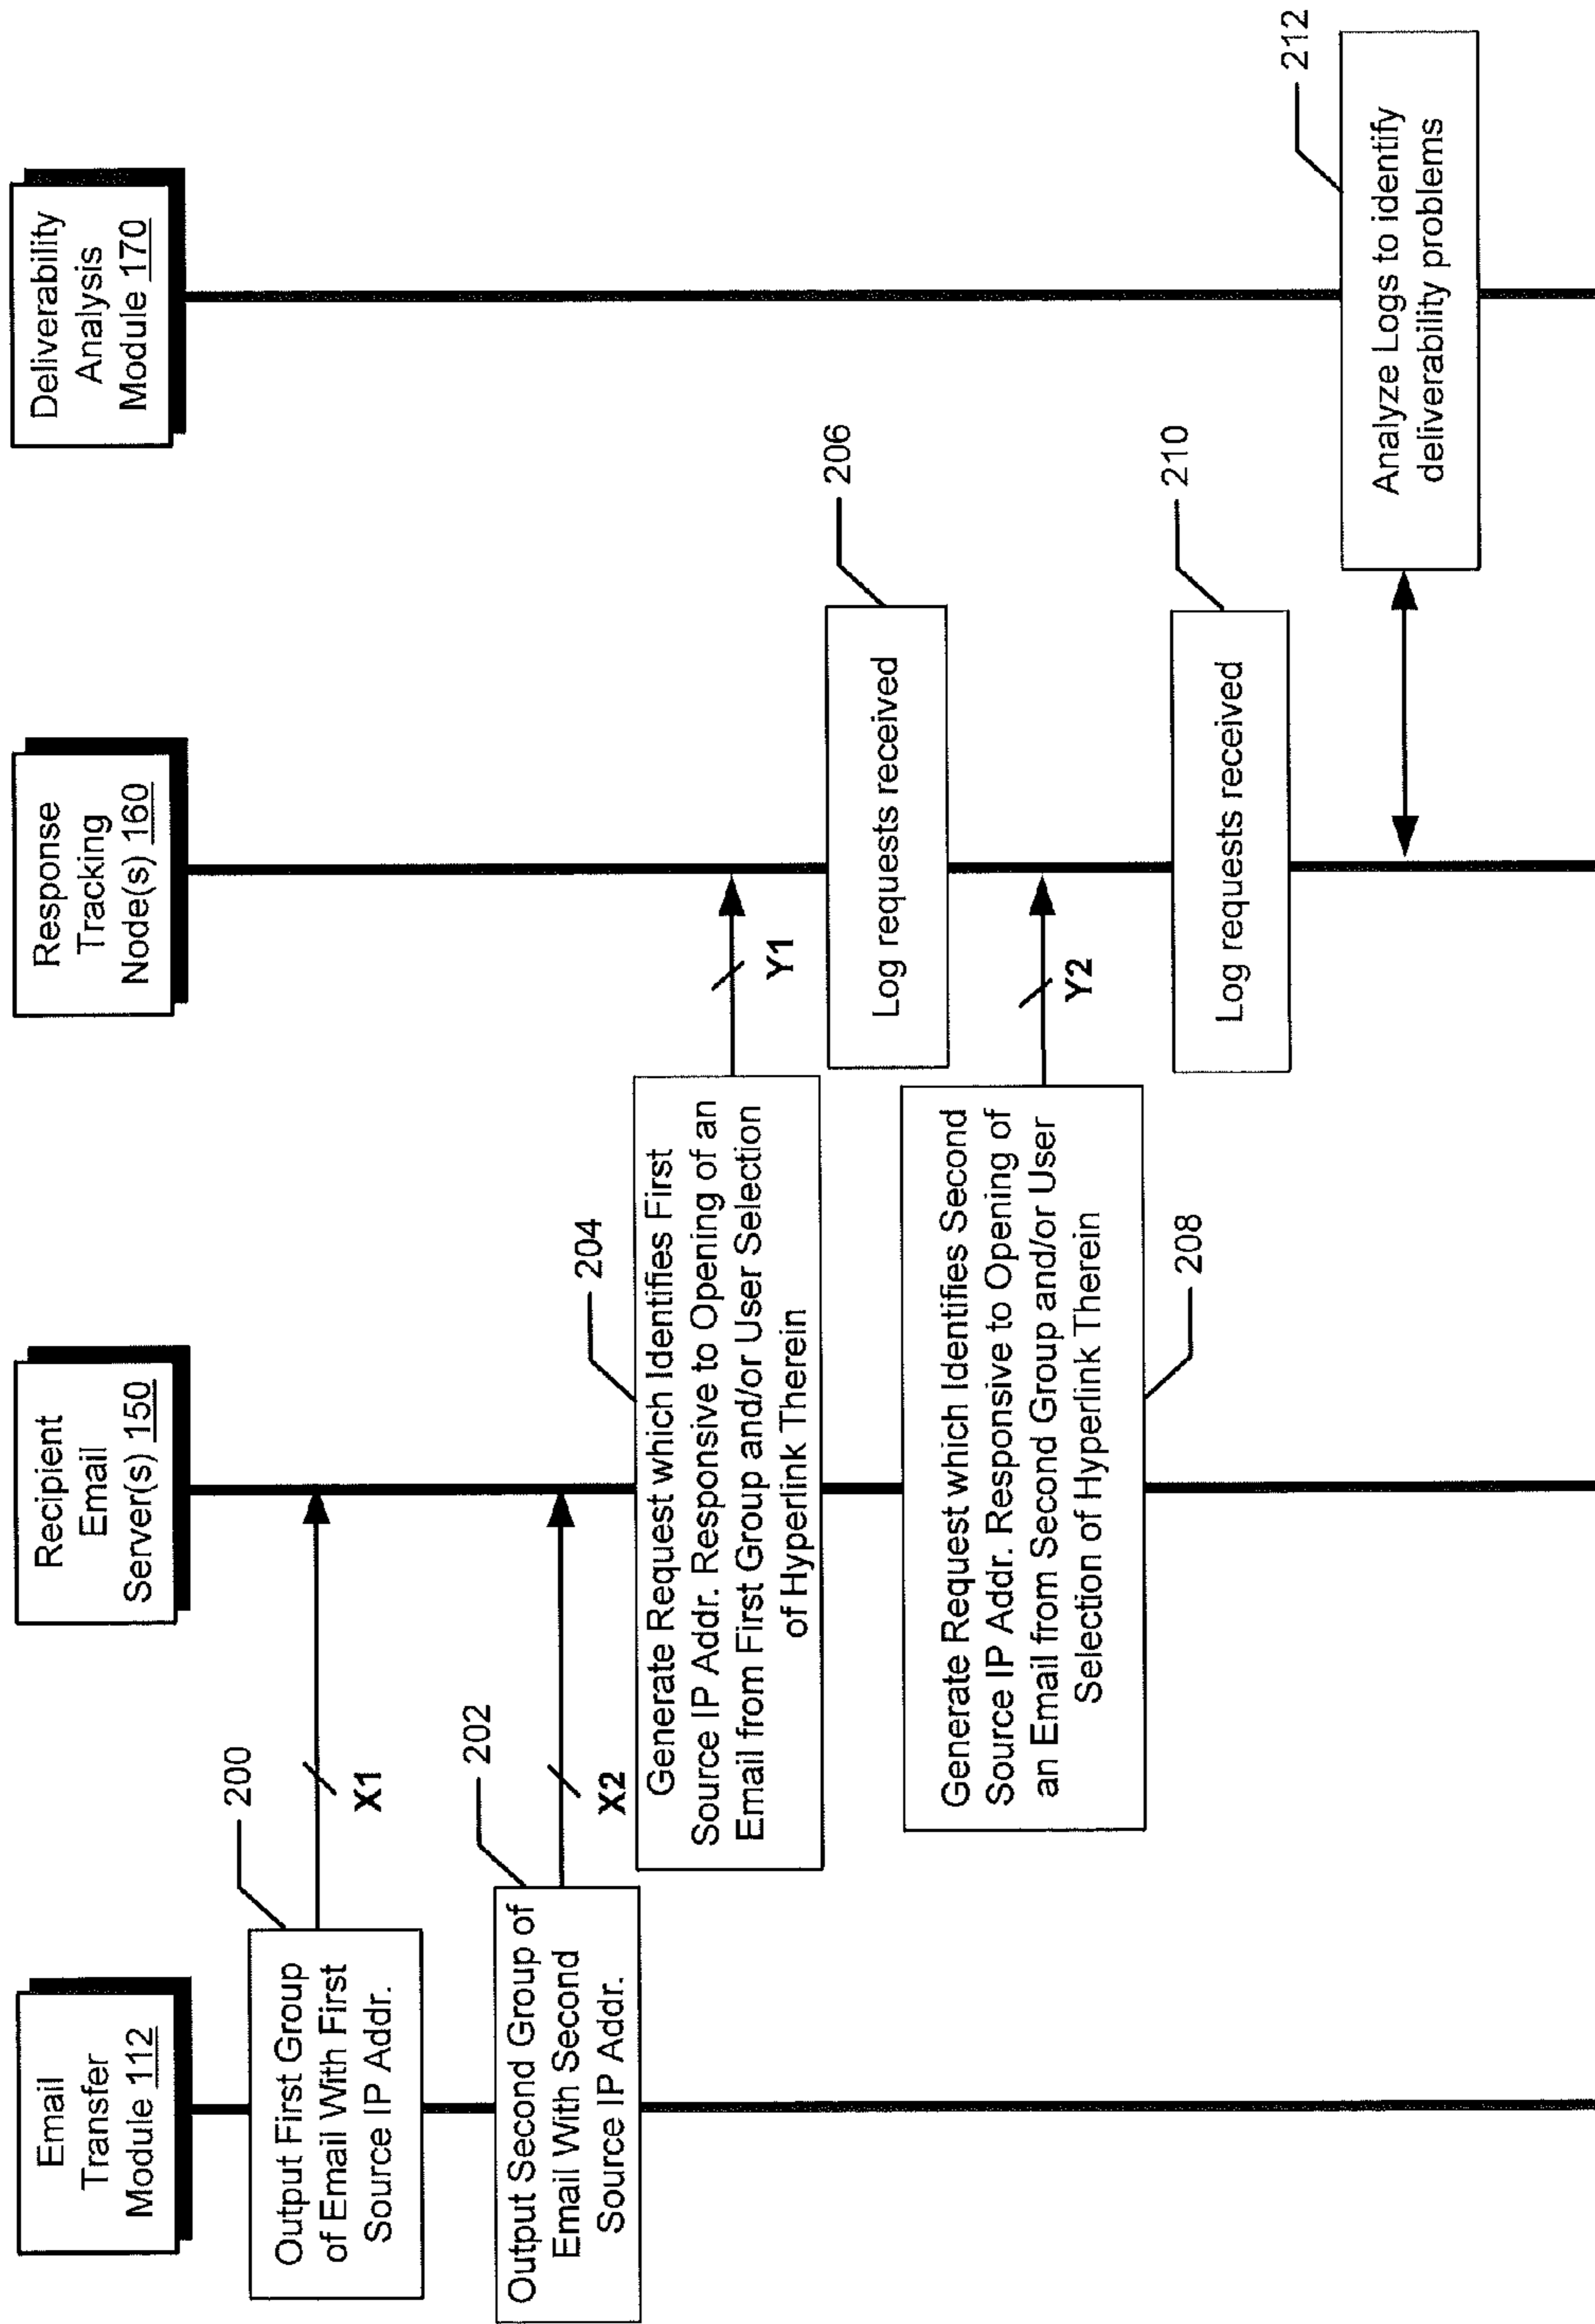 Email
Transfer
Module 112
Recipient
Email
Server(s) 150
Response
Tracking
Node(s) 160
Deliverability
Analysis
Module 170
200
Output First Group
of Email With First
Source IP Addr.
X1
202
Output Second Group of
Email With Second
Source IP Addr.
X2
204
Generate Request which Identifies First
Source IP Addr. Responsive to Opening of an
Email from First Group and/or User Selection
of Hyperlink Therein
Y1
206
Log requests received
Generate Request which Identifies Second
Source IP Addr. Responsive to Opening of
an Email from Second Group and/or User
Selection of Hyperlink Therein
208
Y2
210
Log requests received
212
Analyze Logs to identify
deliverability problems